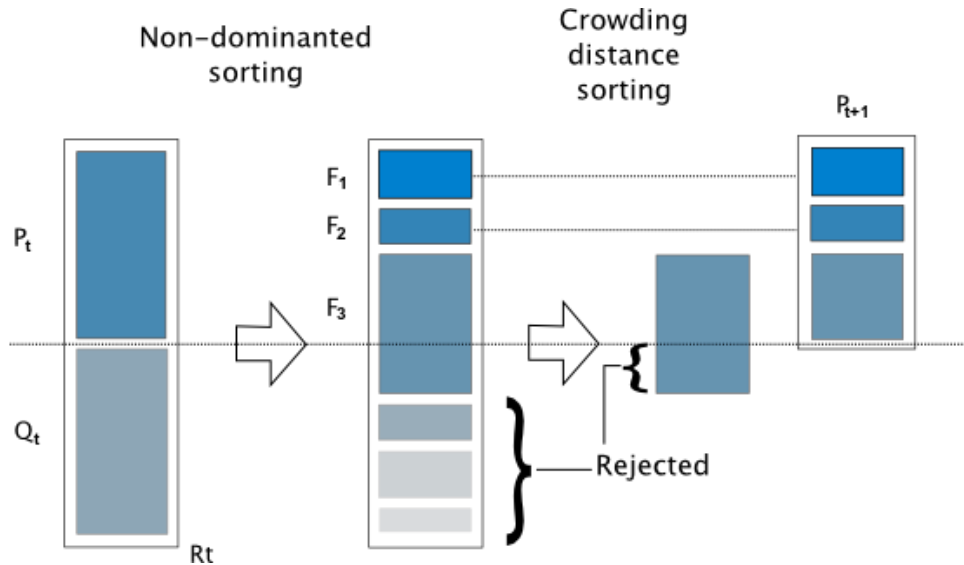 Non-dominanted
sorting
Crowding
distance
sorting
Pt+1
F1
F2
Pt
F3
Qt
Rejected
Rt